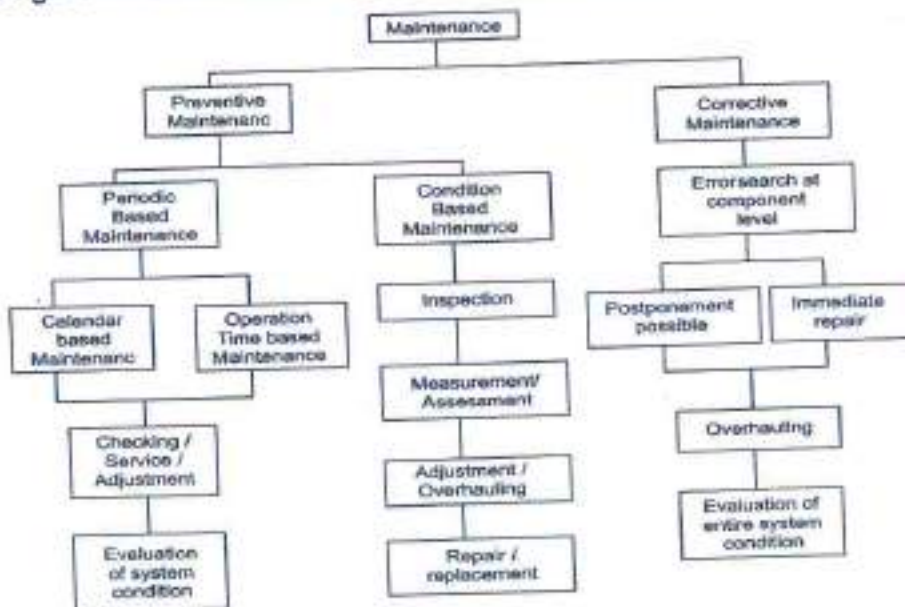 Maintenance
Preventive
Maintenanc
Corrective
Maintenance
Periodic
Based
Maintenance
Condition
Based
Maintenance
Errorsearch at
component
level
Calendar
based
Maintenanc
Operation
Time based
Maintenance
Inspection
Postponement
possible
Immediate
repair
Measurement/
Assesament
Checking /
Service /
Adjustment
Adjustment /
Overhauling
Overhauling
Evaluation
of system
condition
Repair /
replacement
Evaluation of
entire system
condition